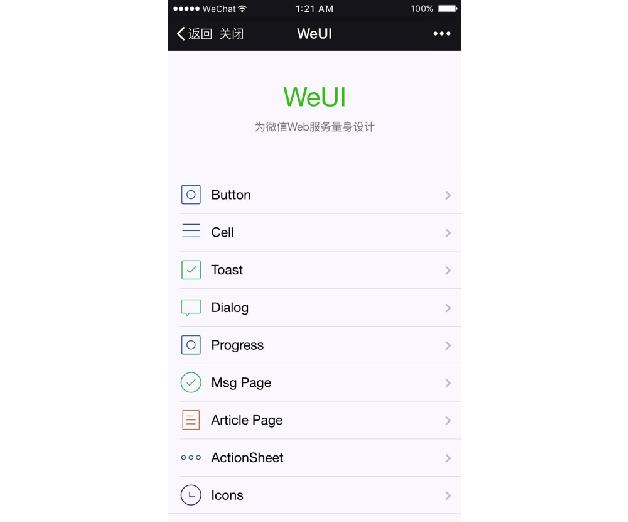 WeChat 1:21 AM 100%
返回 关闭 WeUI
WeUI
为微信Web服务量身设计
Button
Cell
Toast
Dialog
Progress
Msg Page
Article Page
ActionSheet
Icons